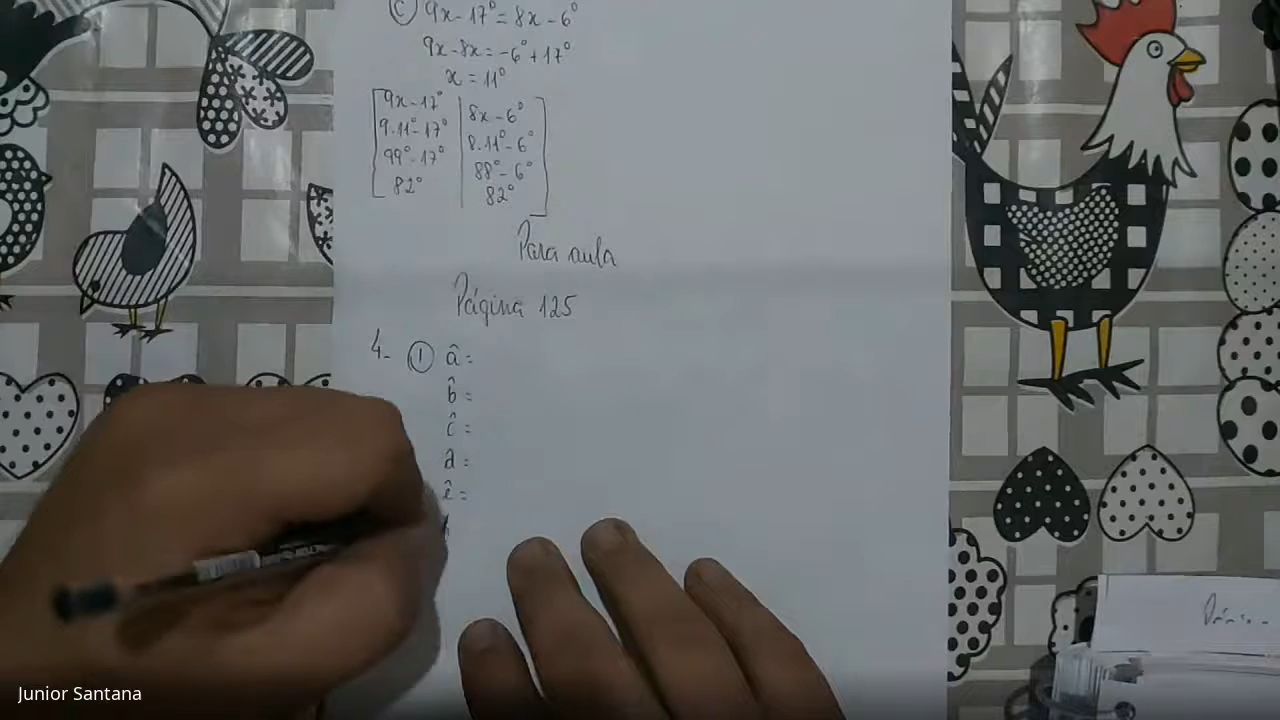 C 9x-17° = 8x-6°
9x-8x = -6°+17°
x = 11°
9x-17° | 8x-6°
9.11°-17° | 8.11°-6°
99°-17° | 88°-6°
82° | 82°
Para aula
Página 125
4- 1 â =
b̂ =
ĉ =
d̂ =
ê =
Junior Santana